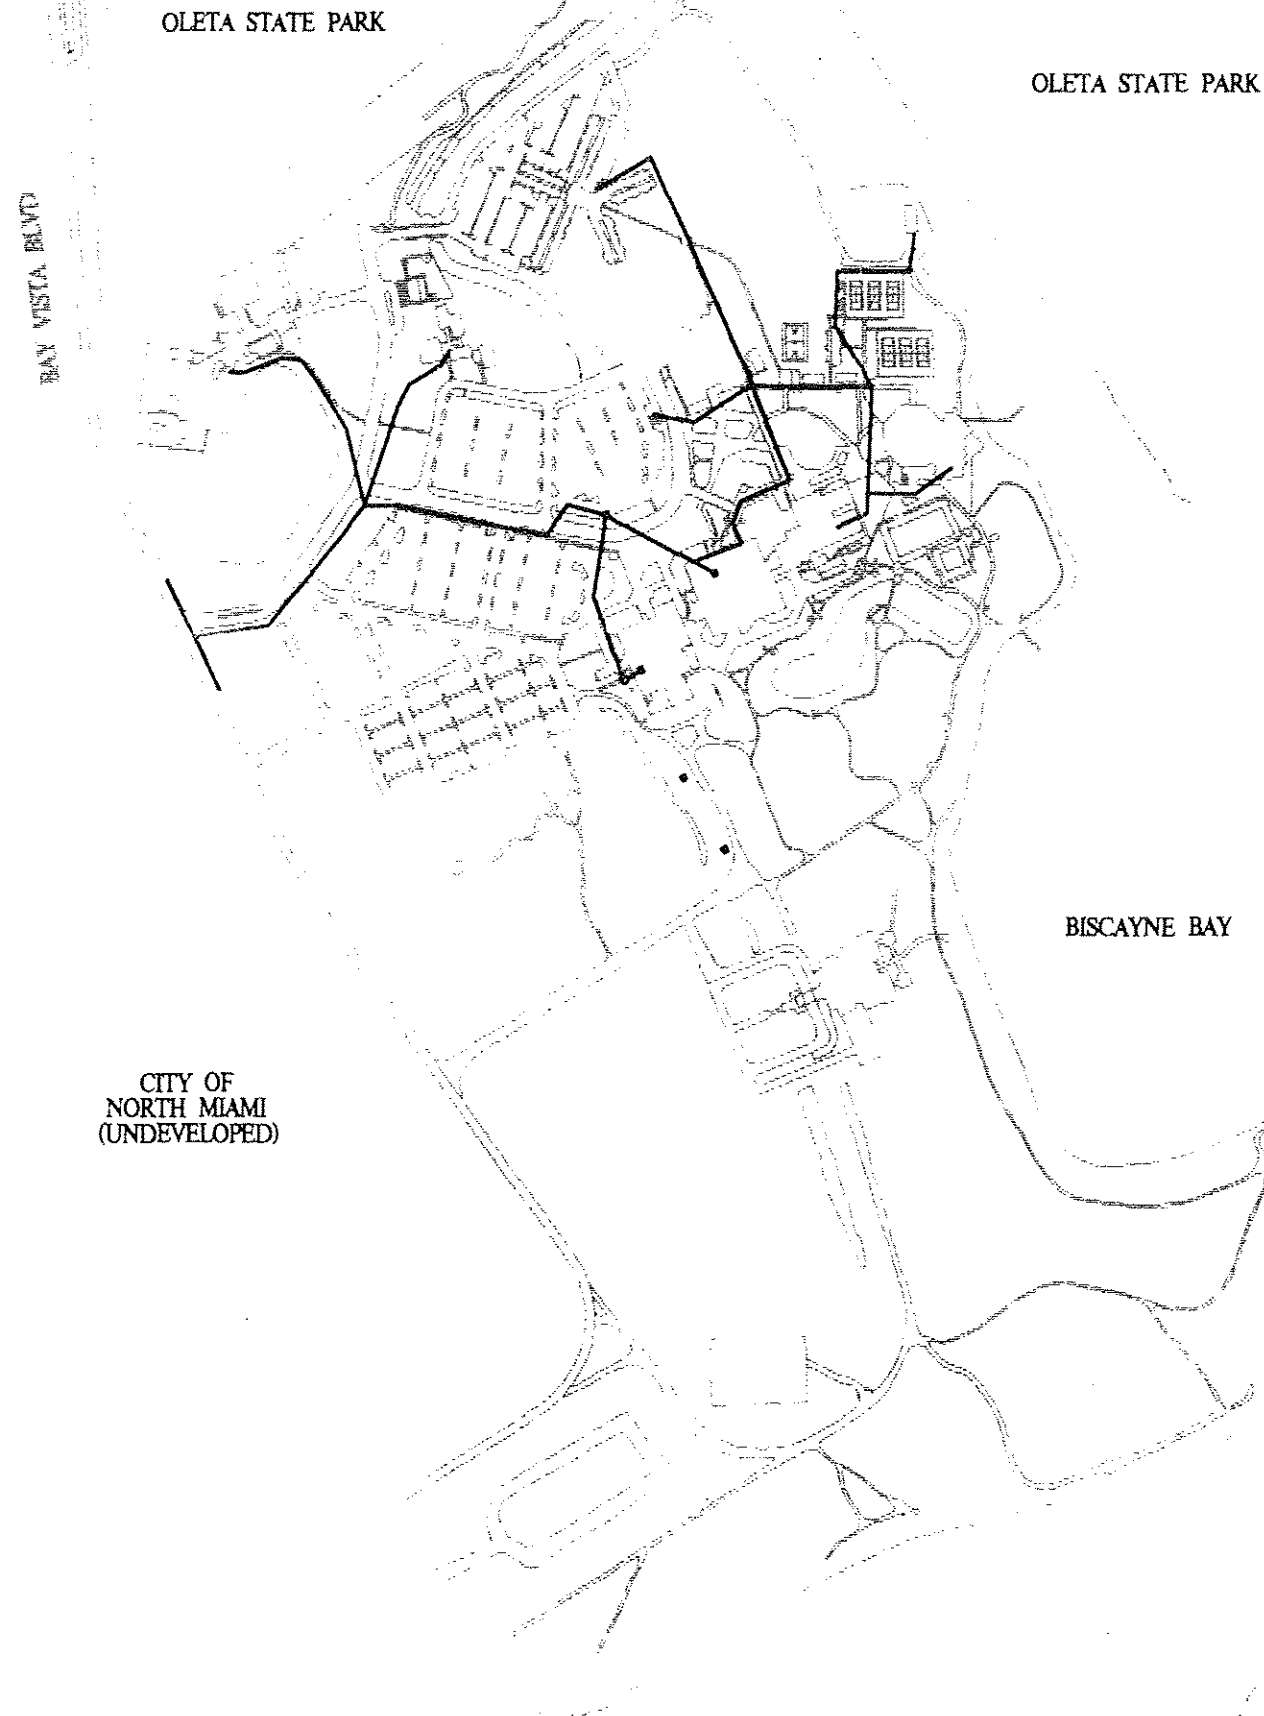 OLETA STATE PARK
OLETA STATE PARK
BAY VISTA BLVD
BISCAYNE BAY
CITY OF
NORTH MIAMI
(UNDEVELOPED)